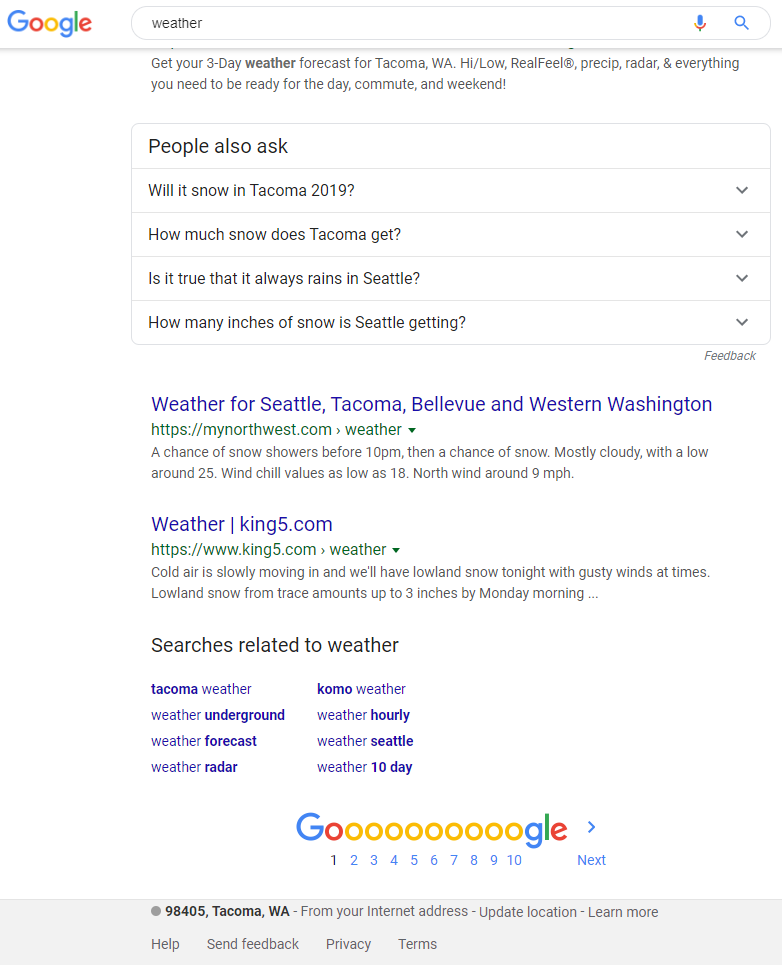 Google
weather
Get your 3-Day weather forecast for Tacoma, WA. Hi/Low, RealFeel®, precip, radar, & everything
you need to be ready for the day, commute, and weekend!
People also ask
Will it snow in Tacoma 2019?
How much snow does Tacoma get?
Is it true that it always rains in Seattle?
How many inches of snow is Seattle getting?
Feedback
Weather for Seattle, Tacoma, Bellevue and Western Washington
https://mynorthwest.com › weather
A chance of snow showers before 10pm, then a chance of snow. Mostly cloudy, with a low
around 25. Wind chill values as low as 18. North wind around 9 mph.
Weather | king5.com
https://www.king5.com › weather
Cold air is slowly moving in and we'll have lowland snow tonight with gusty winds at times.
Lowland snow from trace amounts up to 3 inches by Monday morning ...
Searches related to weather
tacoma weather komo weather
weather underground weather hourly
weather forecast weather seattle
weather radar weather 10 day
Goooooooooogle
1 2 3 4 5 6 7 8 9 10 Next
98405, Tacoma, WA - From your Internet address - Update location - Learn more
Help Send feedback Privacy Terms